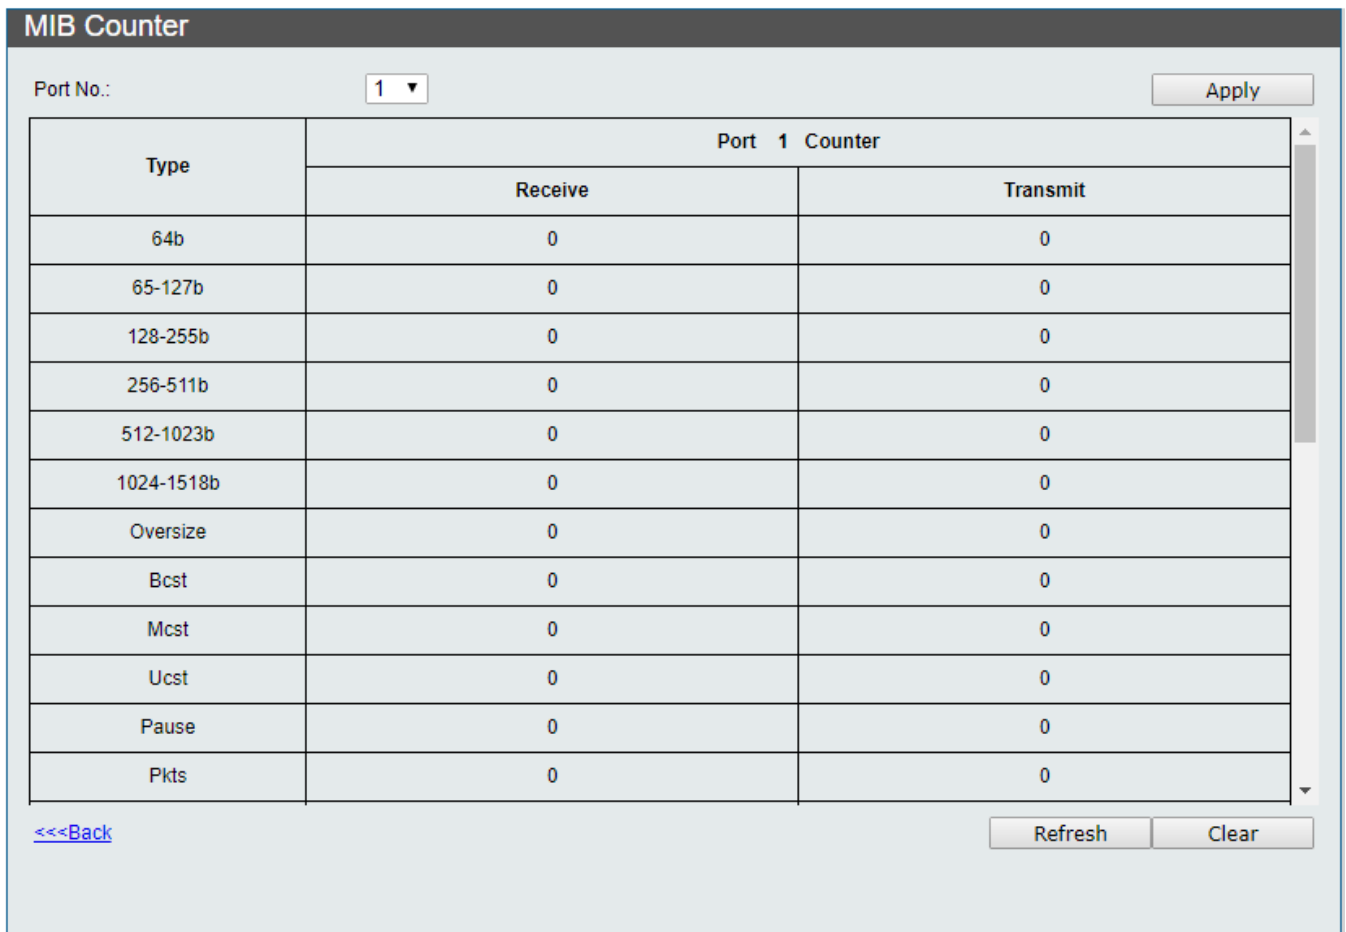 MIB Counter
Port No.: 1 Apply
Type Port 1 Counter
Receive Transmit
64b 0 0
65-127b 0 0
128-255b 0 0
256-511b 0 0
512-1023b 0 0
1024-1518b 0 0
Oversize 0 0
Bcst 0 0
Mcst 0 0
Ucst 0 0
Pause 0 0
Pkts 0 0
<<<Back Refresh Clear